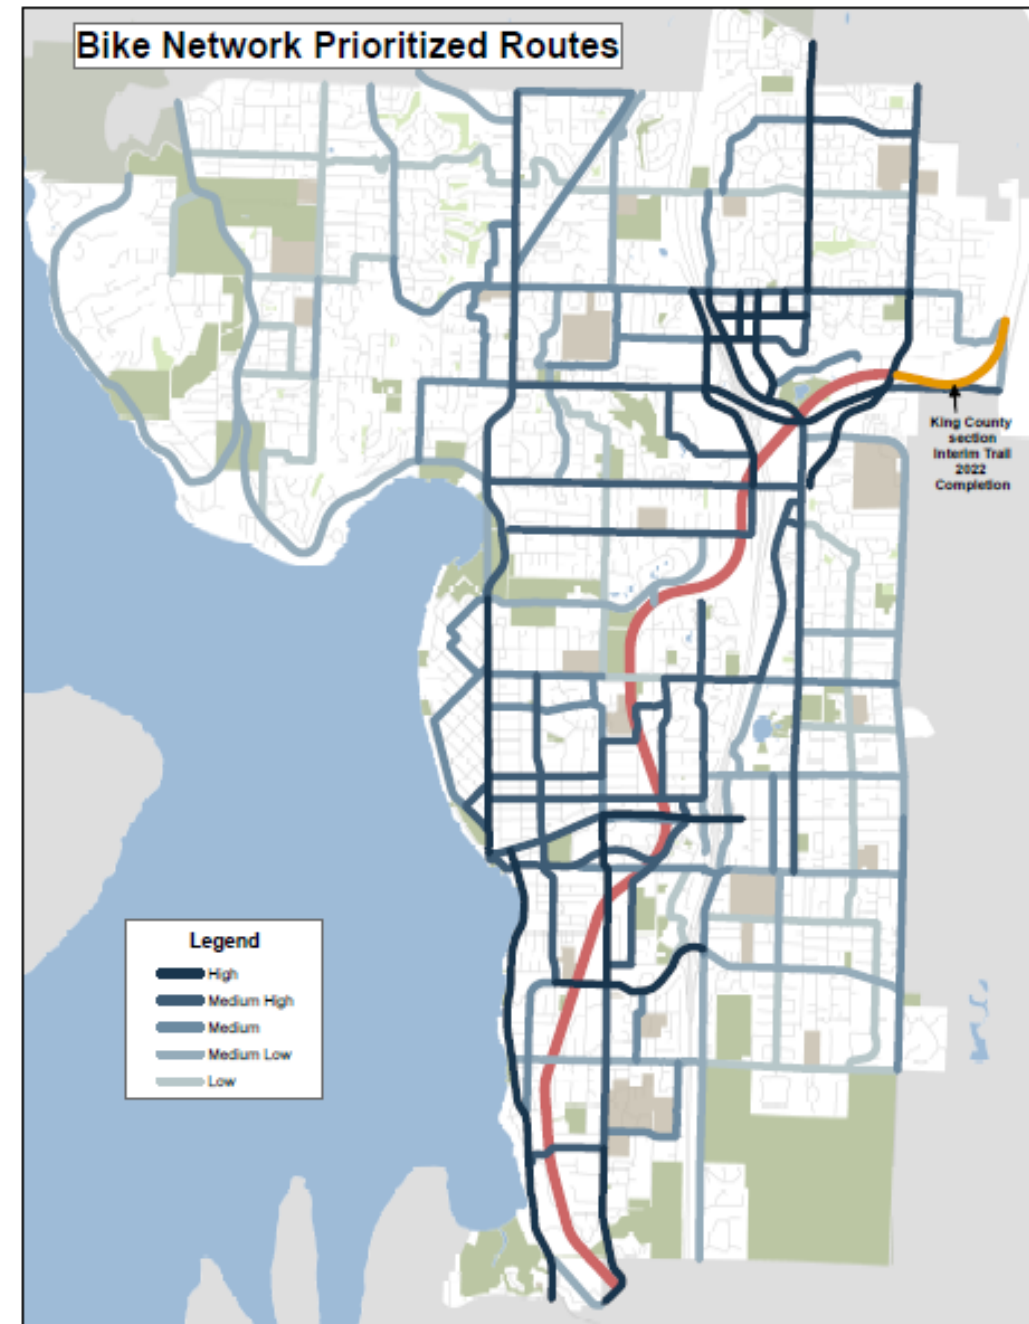 Bike Network Prioritized Routes
King County
section
Interim Trail
2022
Completion
Legend
High
Medium High
Medium
Medium Low
Low